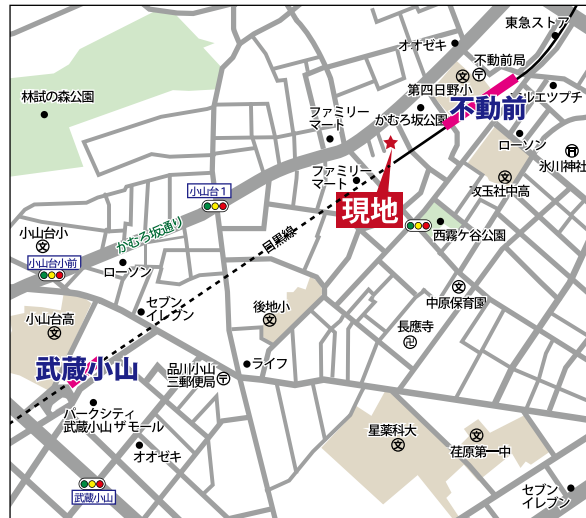 東急ストア
オオゼキ
不動前局
第四日野小
ルエツプチ
林試の森公園
かむろ坂公園
不動前
ファミリー
マート
ローソン
氷川神社
ファミリー
マート
攻玉社中高
小山台1
現地
かむろ坂通り
目黒線
西霧ケ谷公園
小山台小
小山台小前
ローソン
セブン
イレブン
後地小
中原保育園
小山台高
長應寺
武蔵小山
品川小山
三郵便局
ライフ
パークシティ
武蔵小山 ザ モール
星薬科大
荏原第一中
オオゼキ
武蔵小山
セブン
イレブン